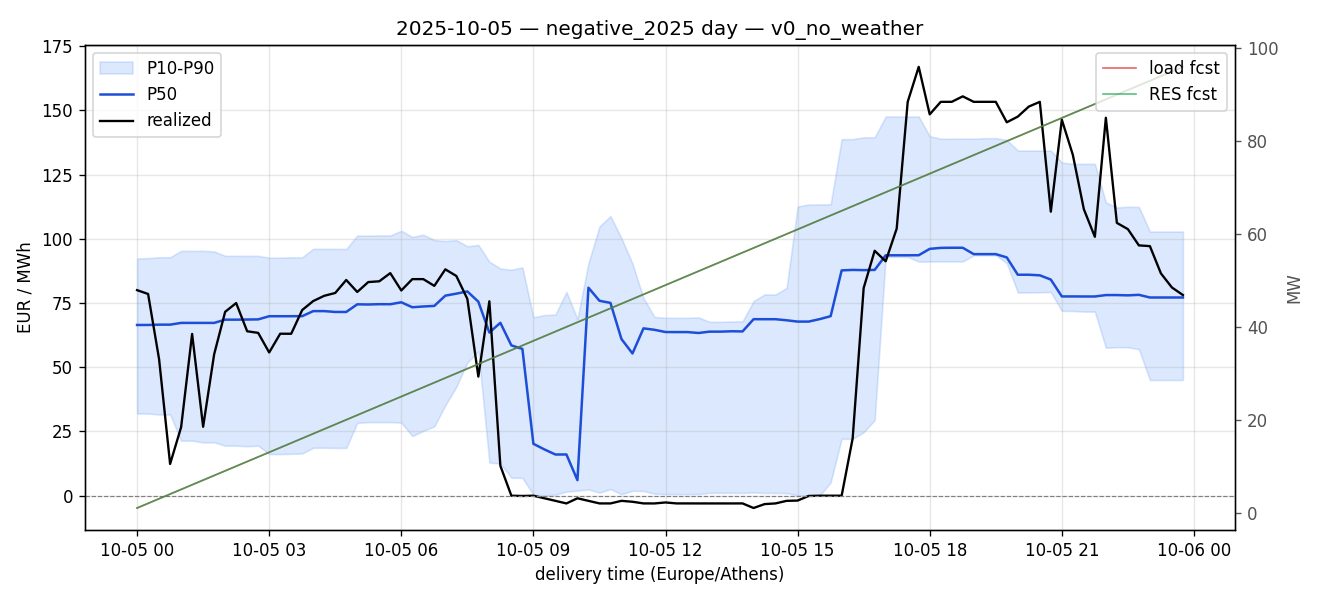 2025-10-05 — negative_2025 day — v0_no_weather
P10-P90
P50
realized
load fcst
RES fcst
175
150
125
100
75
50
25
0
EUR / MWh
100
80
60
40
20
0
MW
10-05 00 10-05 03 10-05 06 10-05 09 10-05 12 10-05 15 10-05 18 10-05 21 10-06 00
delivery time (Europe/Athens)